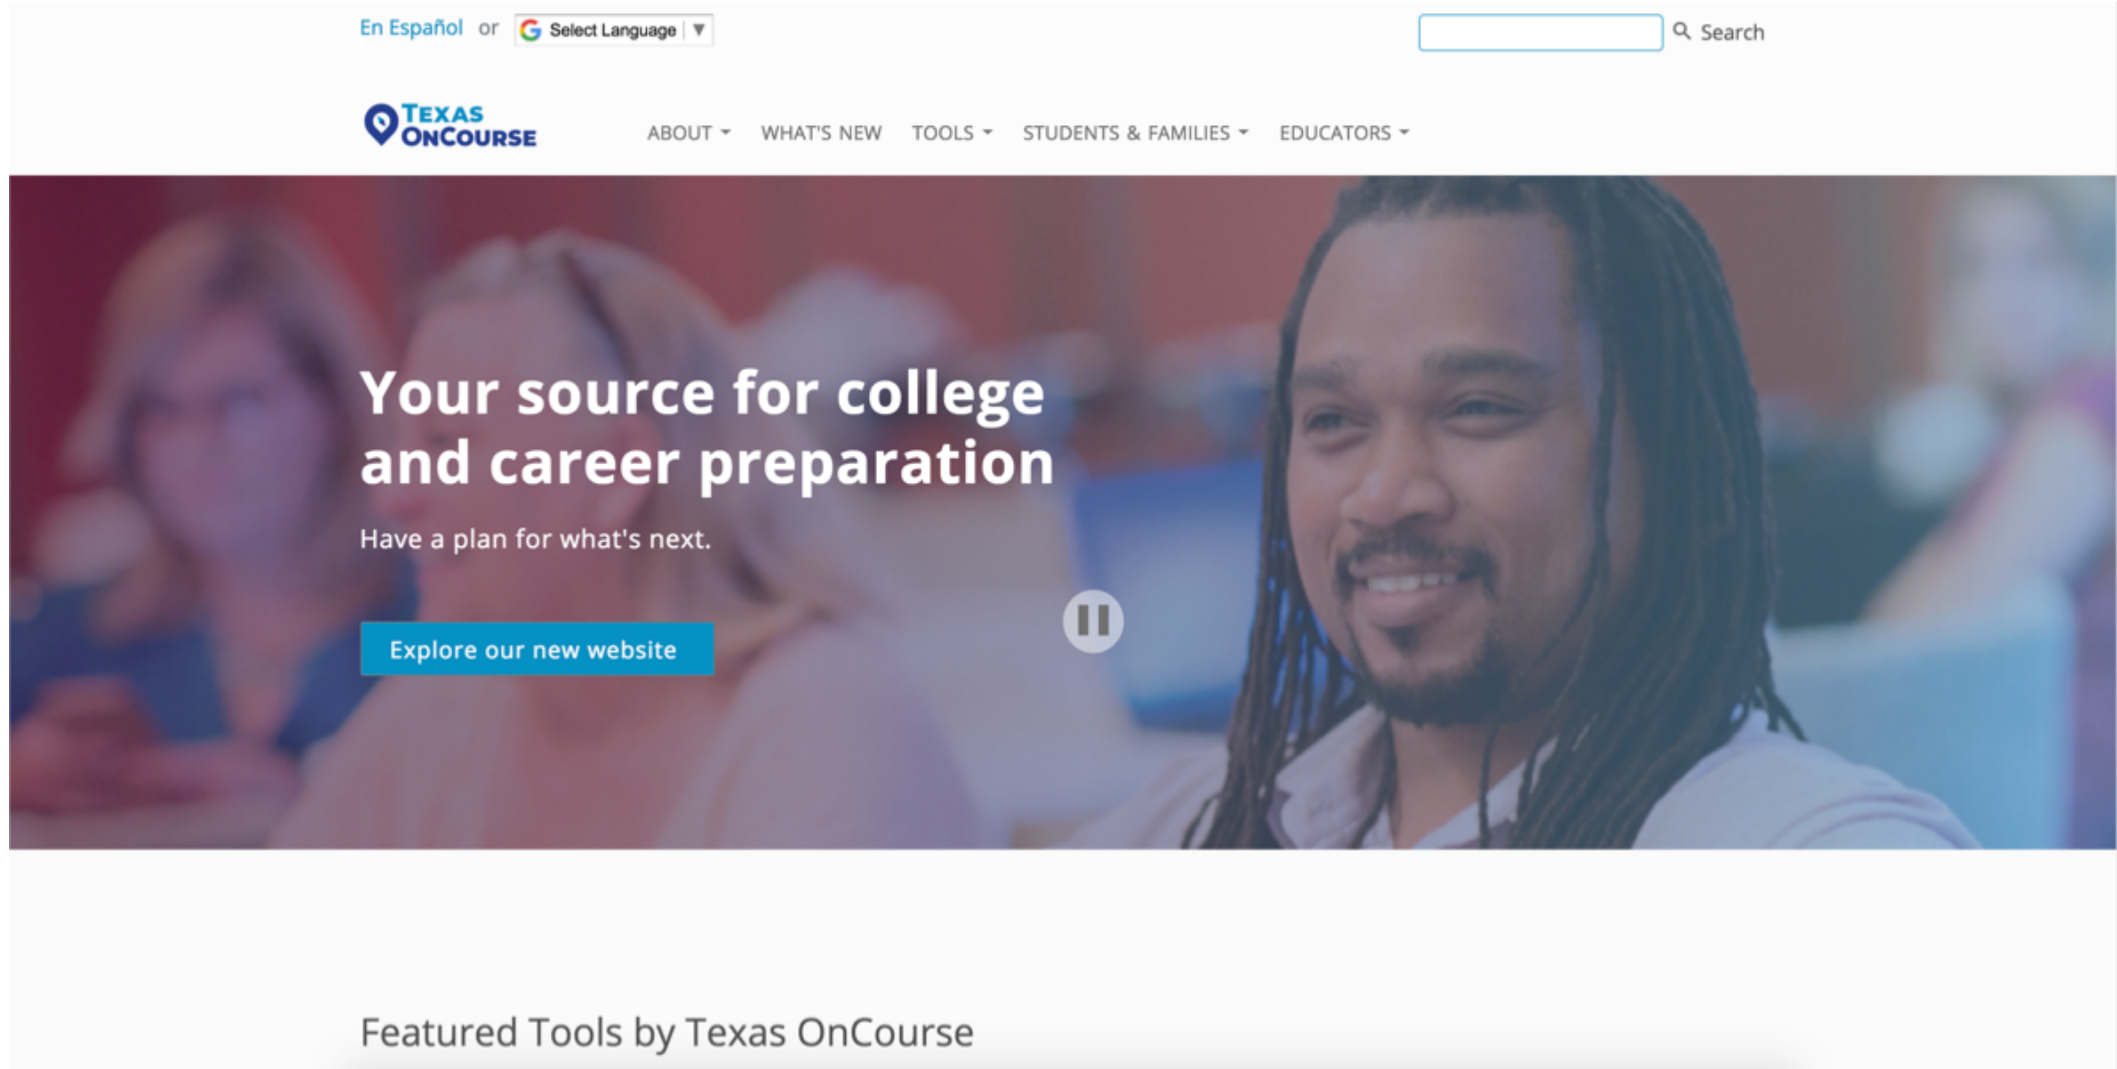 En Español or Select Language ▼
Search
TEXAS
ONCOURSE
ABOUT WHAT'S NEW TOOLS STUDENTS & FAMILIES EDUCATORS
Your source for college
and career preparation
Have a plan for what's next.
Explore our new website
Featured Tools by Texas OnCourse